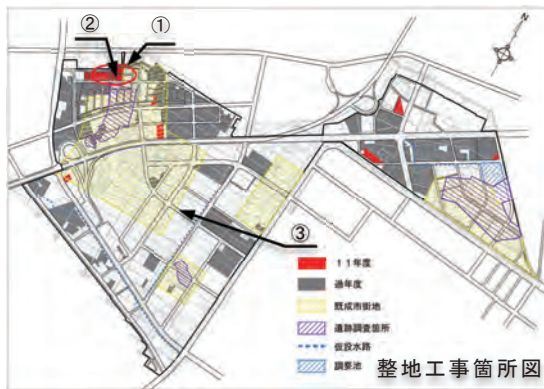 ②
①
N
③
11年度
過年度
既成市街地
遺跡調査箇所
仮設水路
調整池
整地工事箇所図